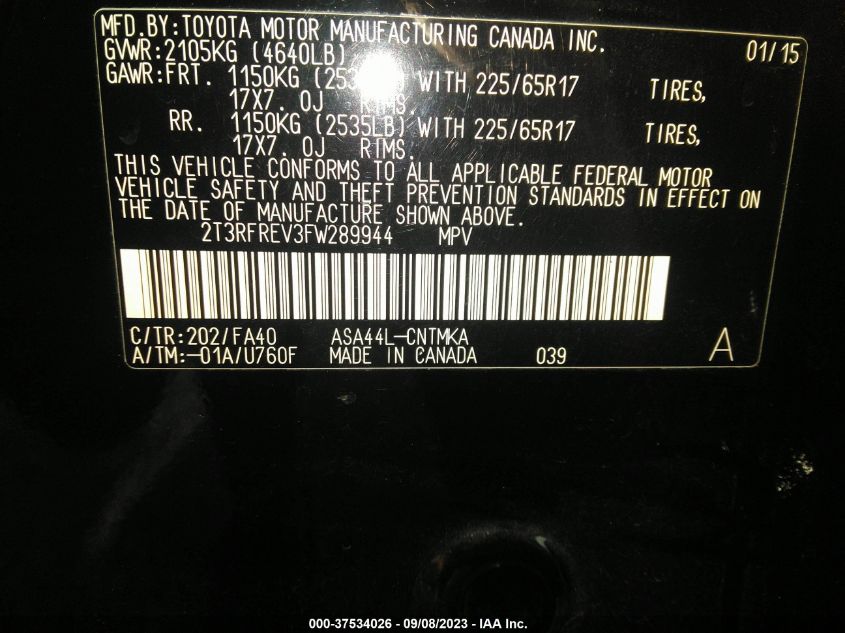 MFD.BY:TOYOTA MOTOR MANUFACTURING CANADA INC. 01/15
GVWR:2105KG (4640LB)
GAWR:FRT. 1150KG (253 WITH 225/65R17 TIRES,
17X7.0J RIMS.
RR. 1150KG (2535LB) WITH 225/65R17 TIRES,
17X7.0J RIMS.
THIS VEHICLE CONFORMS TO ALL APPLICABLE FEDERAL MOTOR
VEHICLE SAFETY AND THEFT PREVENTION STANDARDS IN EFFECT ON
THE DATE OF MANUFACTURE SHOWN ABOVE.
2T3RFREV3FW289944 MPV
C/TR:202/FA40 ASA44L-CNTMKA
A/TM:-01A/U760F MADE IN CANADA 039 A
000-37534026 - 09/08/2023 - IAA Inc.